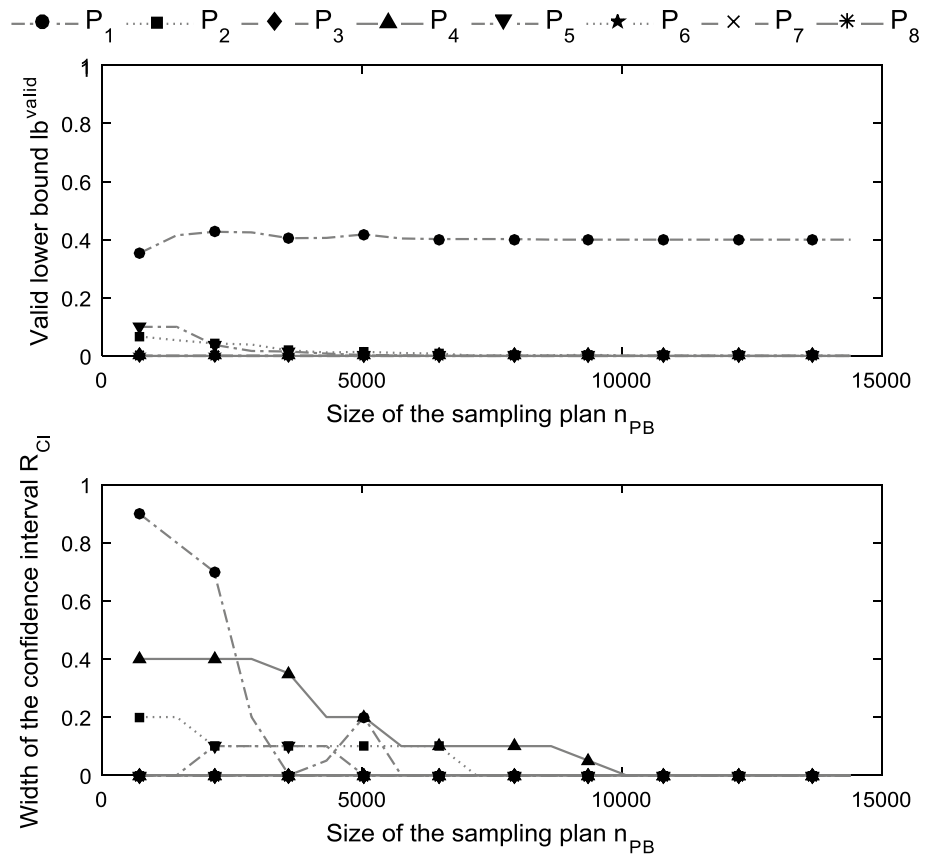 P1 P2 P3 P4 P5 P6 P7 P8
1
0.8
0.6
0.4
0.2
0
Valid lower bound lb^valid
0 5000 10000 15000
Size of the sampling plan n_PB
1
0.8
0.6
0.4
0.2
0
Width of the confidence interval R_CI
0 5000 10000 15000
Size of the sampling plan n_PB